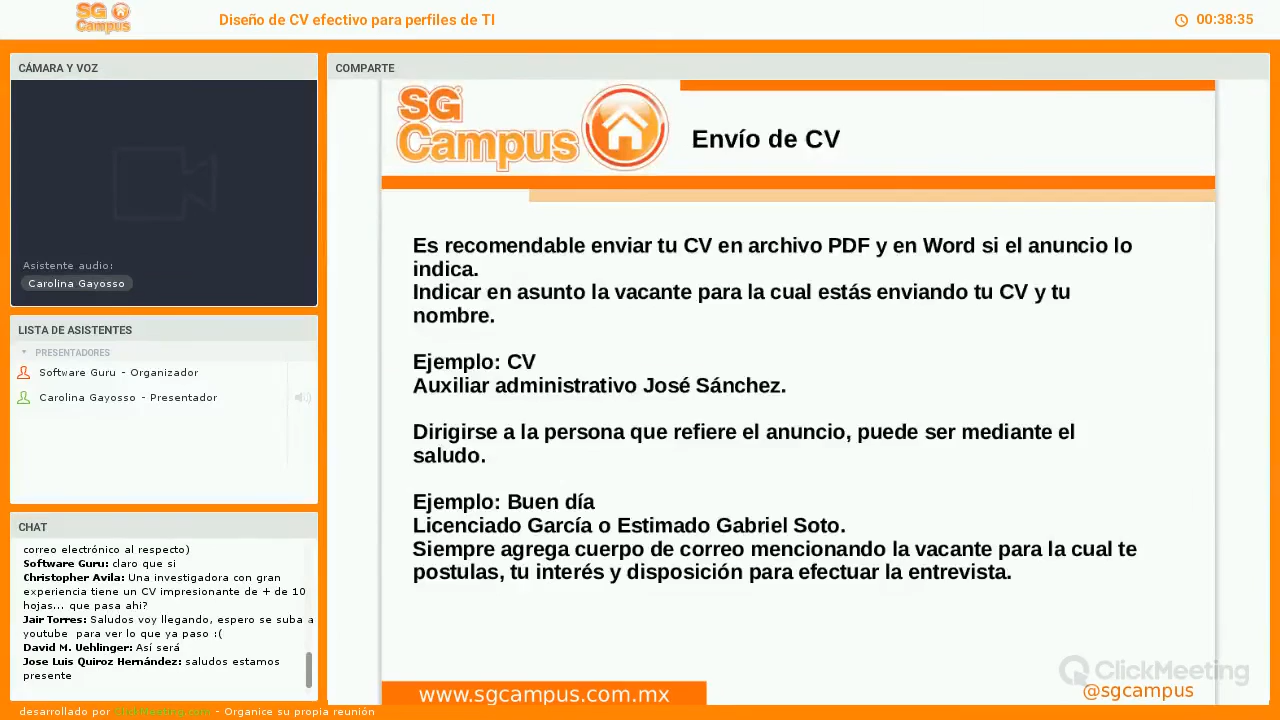 SG Campus
Diseño de CV efectivo para perfiles de TI
00:38:35
CÁMARA Y VOZ
Asistente audio:
Carolina Gayosso
LISTA DE ASISTENTES
PRESENTADORES
Software Guru - Organizador
Carolina Gayosso - Presentador
CHAT
correo electrónico al respecto)
Software Guru: claro que si
Christopher Avila: Una investigadora con gran
experiencia tiene un CV impresionante de + de 10
hojas... que pasa ahi?
Jair Torres: Saludos voy llegando, espero se suba a
youtube para ver lo que ya paso :(
David M. Uehlinger: Así será
Jose Luis Quiroz Hernández: saludos estamos
presente
desarrollado por ClickMeeting.com - Organice su propia reunión
COMPARTE
SG
Campus
Envío de CV
Es recomendable enviar tu CV en archivo PDF y en Word si el anuncio lo
indica.
Indicar en asunto la vacante para la cual estás enviando tu CV y tu
nombre.
Ejemplo: CV
Auxiliar administrativo José Sánchez.
Dirigirse a la persona que refiere el anuncio, puede ser mediante el
saludo.
Ejemplo: Buen día
Licenciado García o Estimado Gabriel Soto.
Siempre agrega cuerpo de correo mencionando la vacante para la cual te
postulas, tu interés y disposición para efectuar la entrevista.
ClickMeeting
www.sgcampus.com.mx
@sgcampus